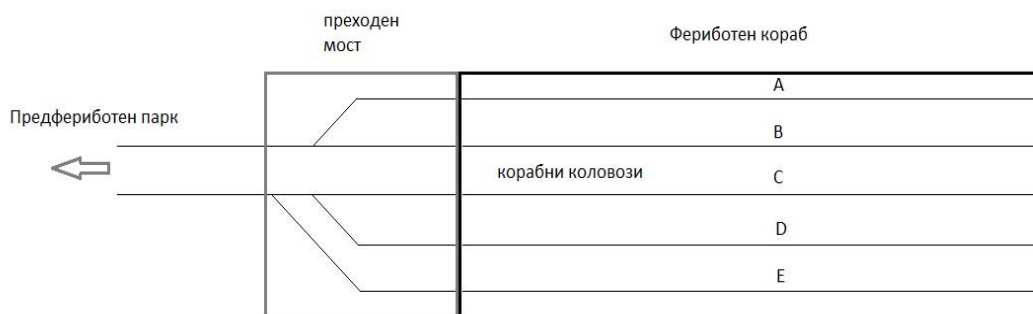 преходен
мост
Фериботен кораб
A
Предфериботен парк
B
корабни коловози
C
D
E